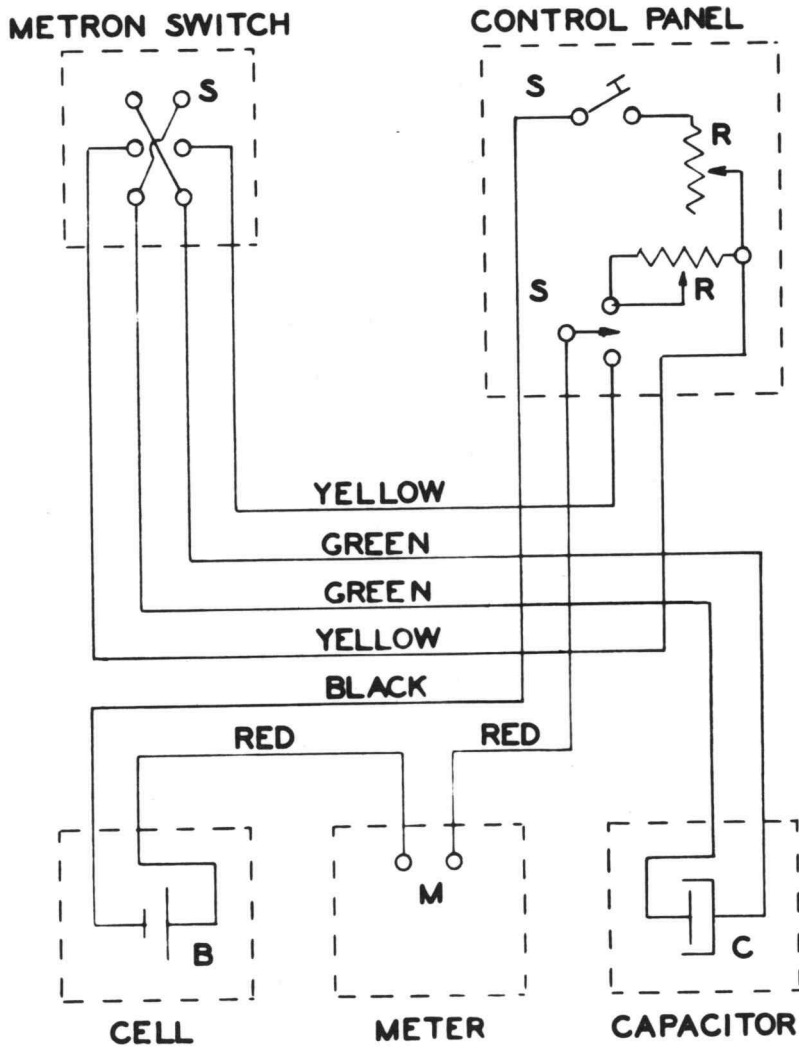 METRON SWITCH
CONTROL PANEL
S
S
R
S
R
YELLOW
GREEN
GREEN
YELLOW
BLACK
RED
RED
M
B
C
CELL
METER
CAPACITOR